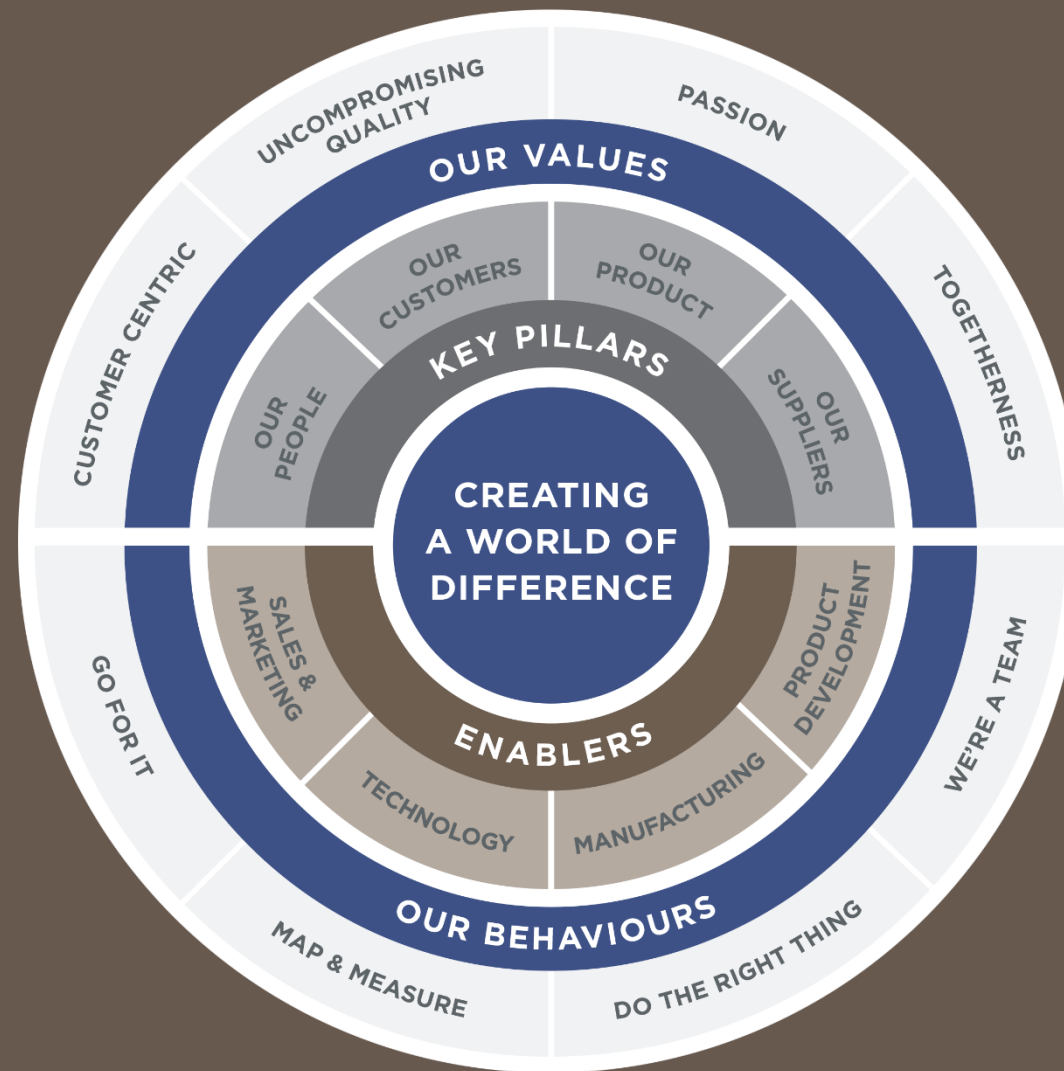 UNCOMPROMISING
QUALITY
PASSION
CUSTOMER CENTRIC
TOGETHERNESS
OUR VALUES
OUR
PEOPLE
OUR
CUSTOMERS
OUR
PRODUCT
OUR
SUPPLIERS
KEY PILLARS
CREATING
A WORLD OF
DIFFERENCE
ENABLERS
SALES &
MARKETING
TECHNOLOGY
MANUFACTURING
PRODUCT
DEVELOPMENT
OUR BEHAVIOURS
GO FOR IT
MAP & MEASURE
DO THE RIGHT THING
WE'RE A TEAM